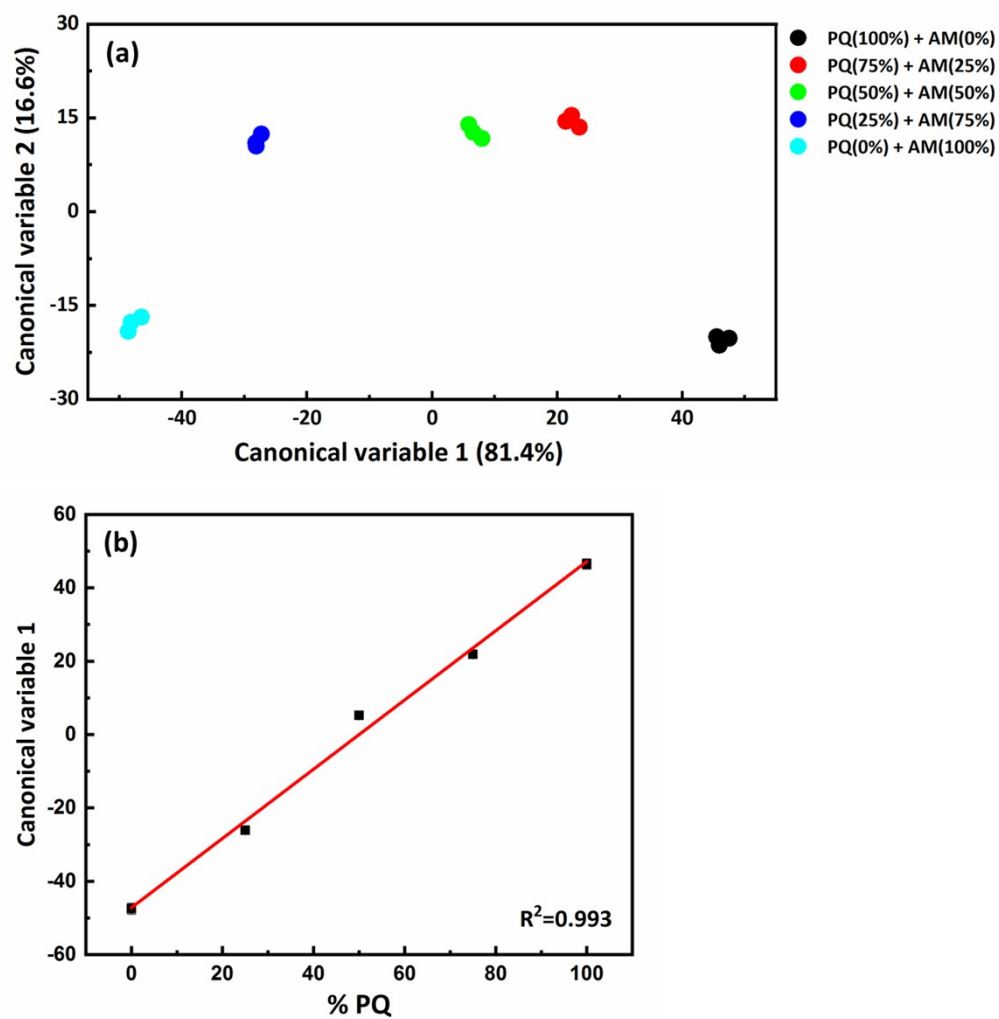 (a)
30
15
0
-15
-30
Canonical variable 2 (16.6%)
-40
-20
0
20
40
Canonical variable 1 (81.4%)
PQ(100%) + AM(0%)
PQ(75%) + AM(25%)
PQ(50%) + AM(50%)
PQ(25%) + AM(75%)
PQ(0%) + AM(100%)
(b)
60
40
20
0
-20
-40
-60
Canonical variable 1
R²=0.993
0
20
40
60
80
100
% PQ